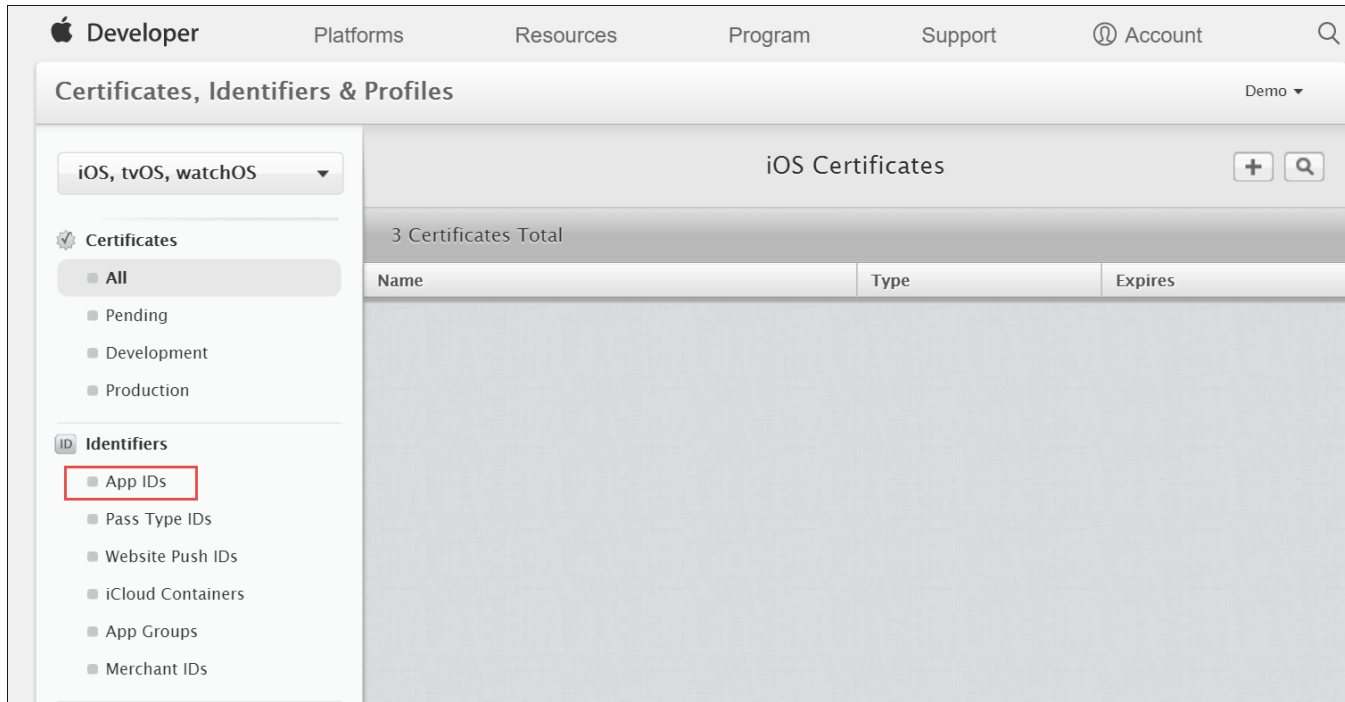 Developer Platforms Resources Program Support Account
Certificates, Identifiers & Profiles Demo
iOS, tvOS, watchOS
iOS Certificates
Certificates
3 Certificates Total
All
Name Type Expires
Pending
Development
Production
ID Identifiers
App IDs
Pass Type IDs
Website Push IDs
iCloud Containers
App Groups
Merchant IDs